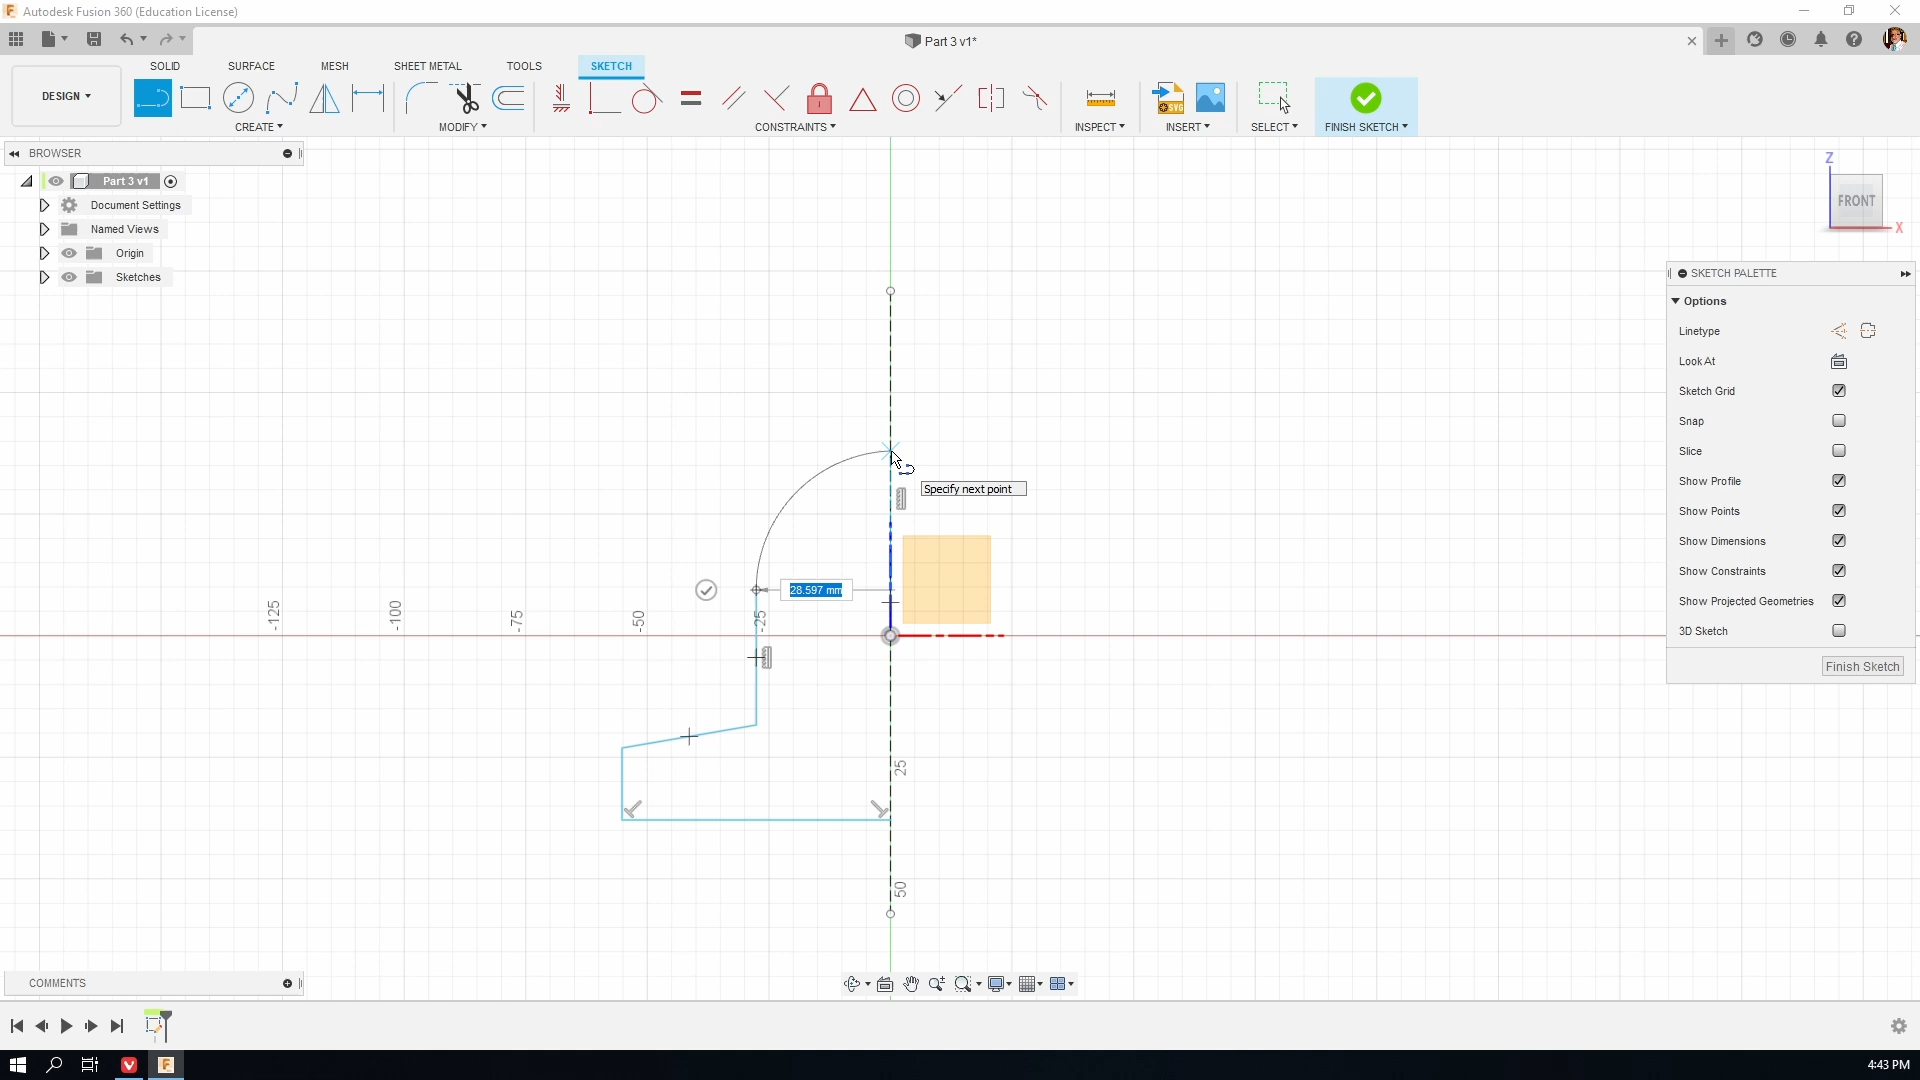 Autodesk Fusion 360 (Education License)
Part 3 v1*
DESIGN
SOLID
SURFACE
MESH
SHEET METAL
TOOLS
SKETCH
CREATE
MODIFY
CONSTRAINTS
INSPECT
INSERT
SELECT
FINISH SKETCH
SVG
BROWSER
Part 3 v1
Document Settings
Named Views
Origin
Sketches
Z
FRONT
X
SKETCH PALETTE
Options
Linetype
Look At
Sketch Grid
Snap
Slice
Show Profile
Show Points
Show Dimensions
Show Constraints
Show Projected Geometries
3D Sketch
Finish Sketch
Specify next point
28.597 mm
-125
-100
-75
-50
-25
25
50
COMMENTS
4:43 PM